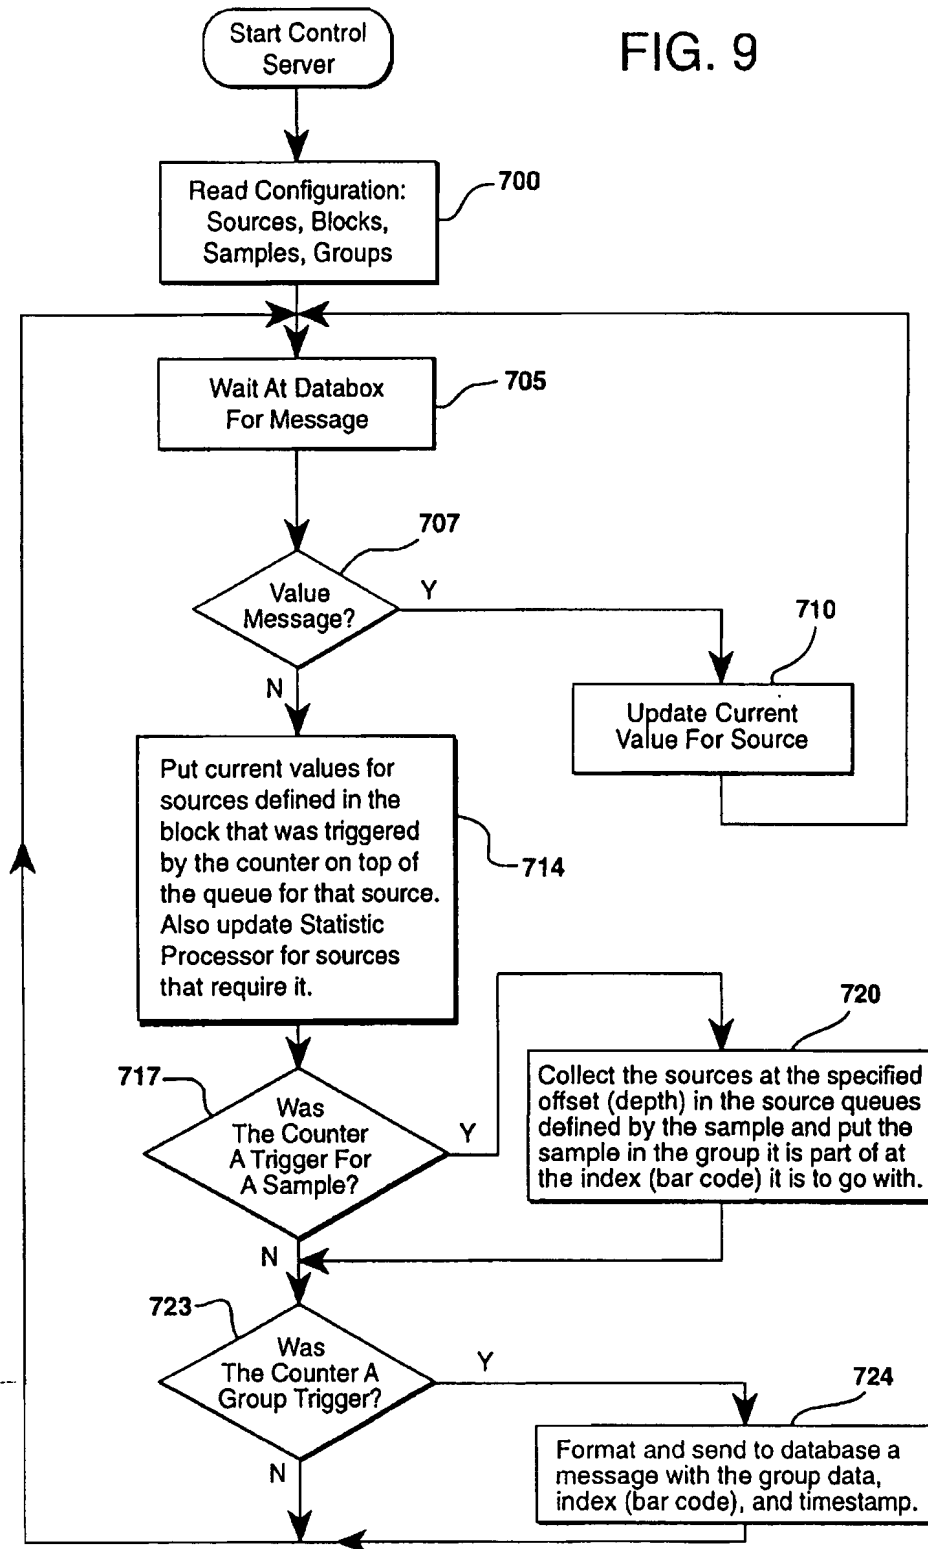 Start Control
Server
FIG. 9
Read Configuration:
Sources, Blocks,
Samples, Groups
700
Wait At Databox
For Message
705
707
Value
Message?
Y
N
710
Update Current
Value For Source
Put current values for
sources defined in the
block that was triggered
by the counter on top of
the queue for that source.
Also update Statistic
Processor for sources
that require it.
714
717
Was
The Counter
A Trigger For
A Sample?
Y
N
720
Collect the sources at the specified
offset (depth) in the source queues
defined by the sample and put the
sample in the group it is part of at
the index (bar code) it is to go with.
723
Was
The Counter A
Group Trigger?
Y
N
724
Format and send to database a
message with the group data,
index (bar code), and timestamp.